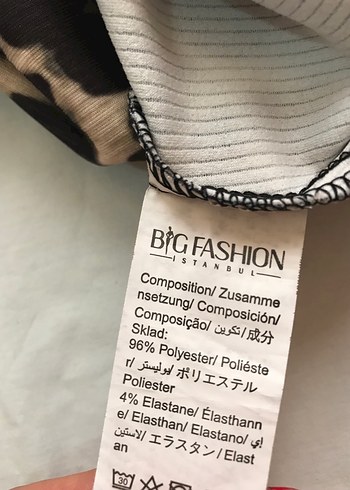 BIG FASHION
ISTANBUL
Composition/ Zusamme
nsetzung/ Composición/
Composição/ تكوين/成分
Sklad:
96% Polyester/ Polièste
r/ بوليستر/ ポリエステル
Poliester
4% Elastane/ Élasthann
e/ Elasthan/ Elastano/ إي
لاستين/ エラスタン/ Elast
an
30